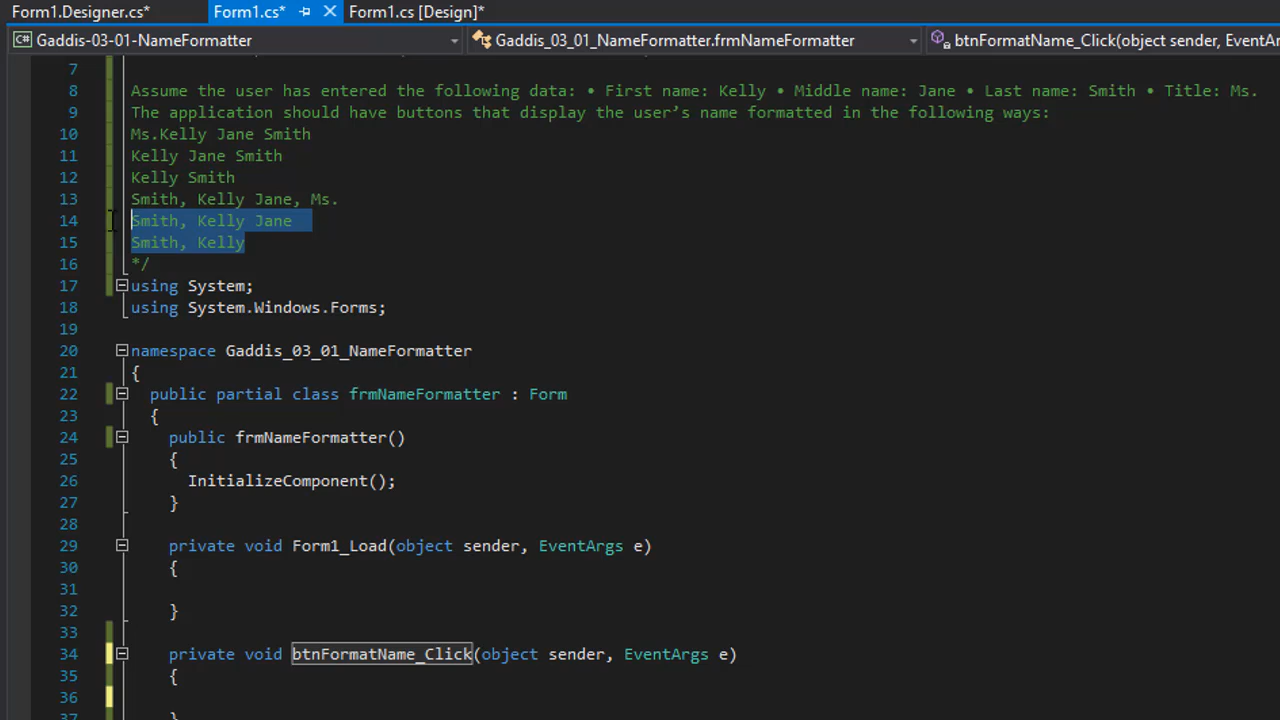 Form1.Designer.cs* Form1.cs* Form1.cs [Design]*
C# Gaddis-03-01-NameFormatter Gaddis_03_01_NameFormatter.frmNameFormatter btnFormatName_Click(object sender, EventAr
7
8 Assume the user has entered the following data: • First name: Kelly • Middle name: Jane • Last name: Smith • Title: Ms.
9 The application should have buttons that display the user’s name formatted in the following ways:
10 Ms.Kelly Jane Smith
11 Kelly Jane Smith
12 Kelly Smith
13 Smith, Kelly Jane, Ms.
14 Smith, Kelly Jane
15 Smith, Kelly
16 */
17 using System;
18 using System.Windows.Forms;
19
20 namespace Gaddis_03_01_NameFormatter
21 {
22 public partial class frmNameFormatter : Form
23 {
24 public frmNameFormatter()
25 {
26 InitializeComponent();
27 }
28
29 private void Form1_Load(object sender, EventArgs e)
30 {
31
32 }
33
34 private void btnFormatName_Click(object sender, EventArgs e)
35 {
36
37 }